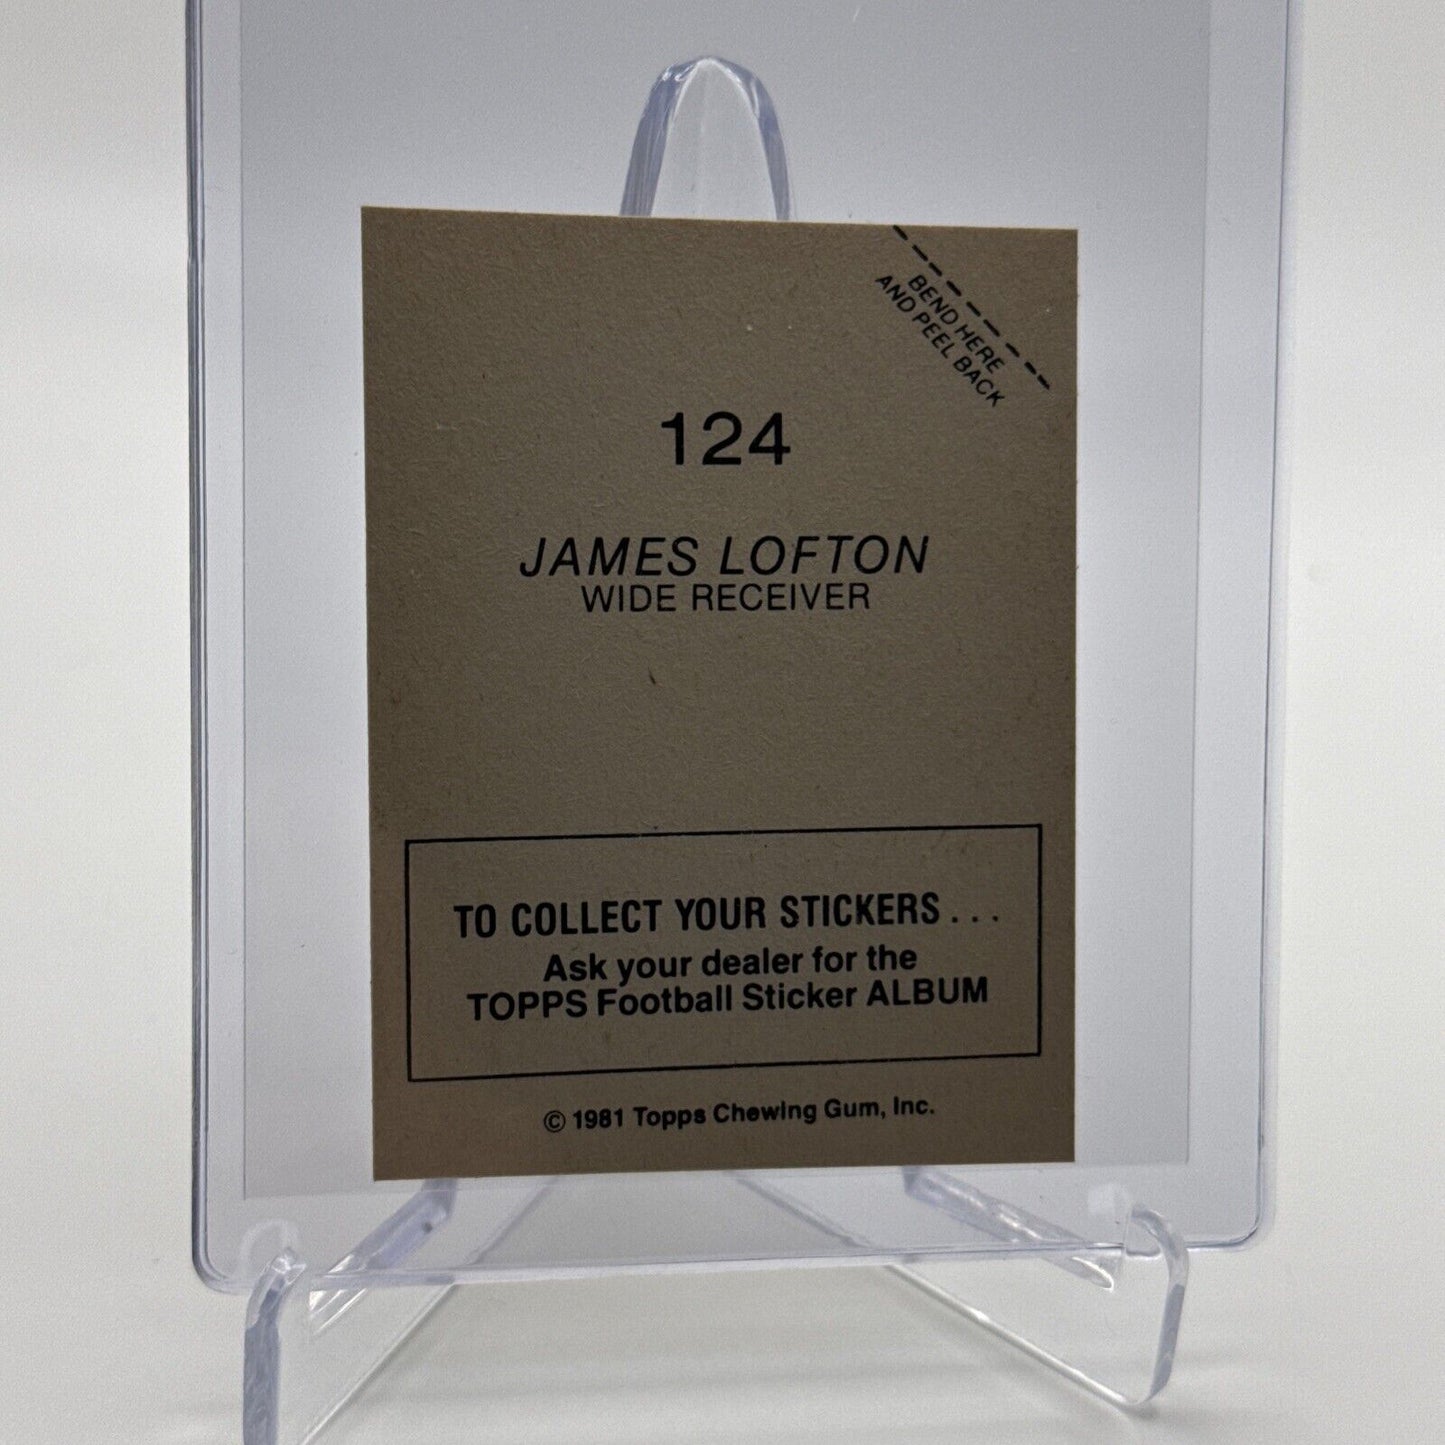 BEND HERE
AND PEEL BACK
124
JAMES LOFTON
WIDE RECEIVER
TO COLLECT YOUR STICKERS...
Ask your dealer for the
TOPPS Football Sticker ALBUM
© 1981 Topps Chewing Gum, Inc.